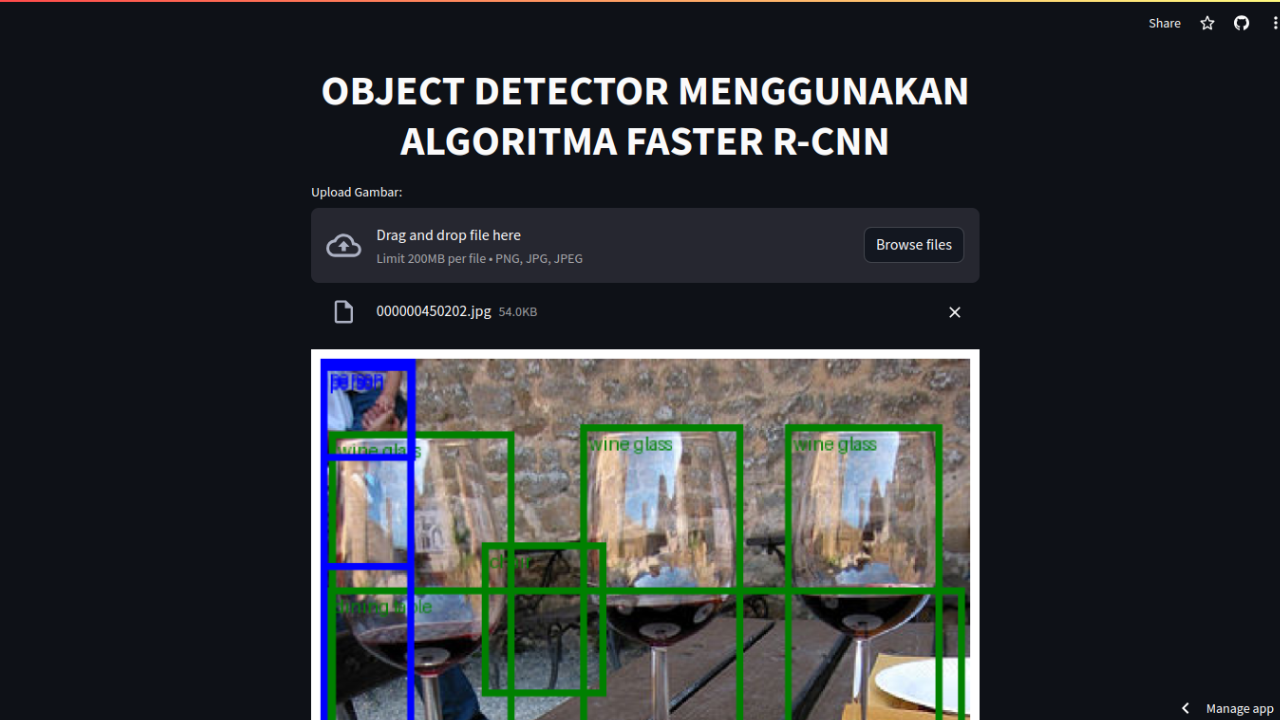 Share
OBJECT DETECTOR MENGGUNAKAN
ALGORITMA FASTER R-CNN
Upload Gambar:
Drag and drop file here
Limit 200MB per file • PNG, JPG, JPEG
Browse files
000000450202.jpg 54.0KB
person
wine glass
wine glass
wine glass
dining table
Manage app